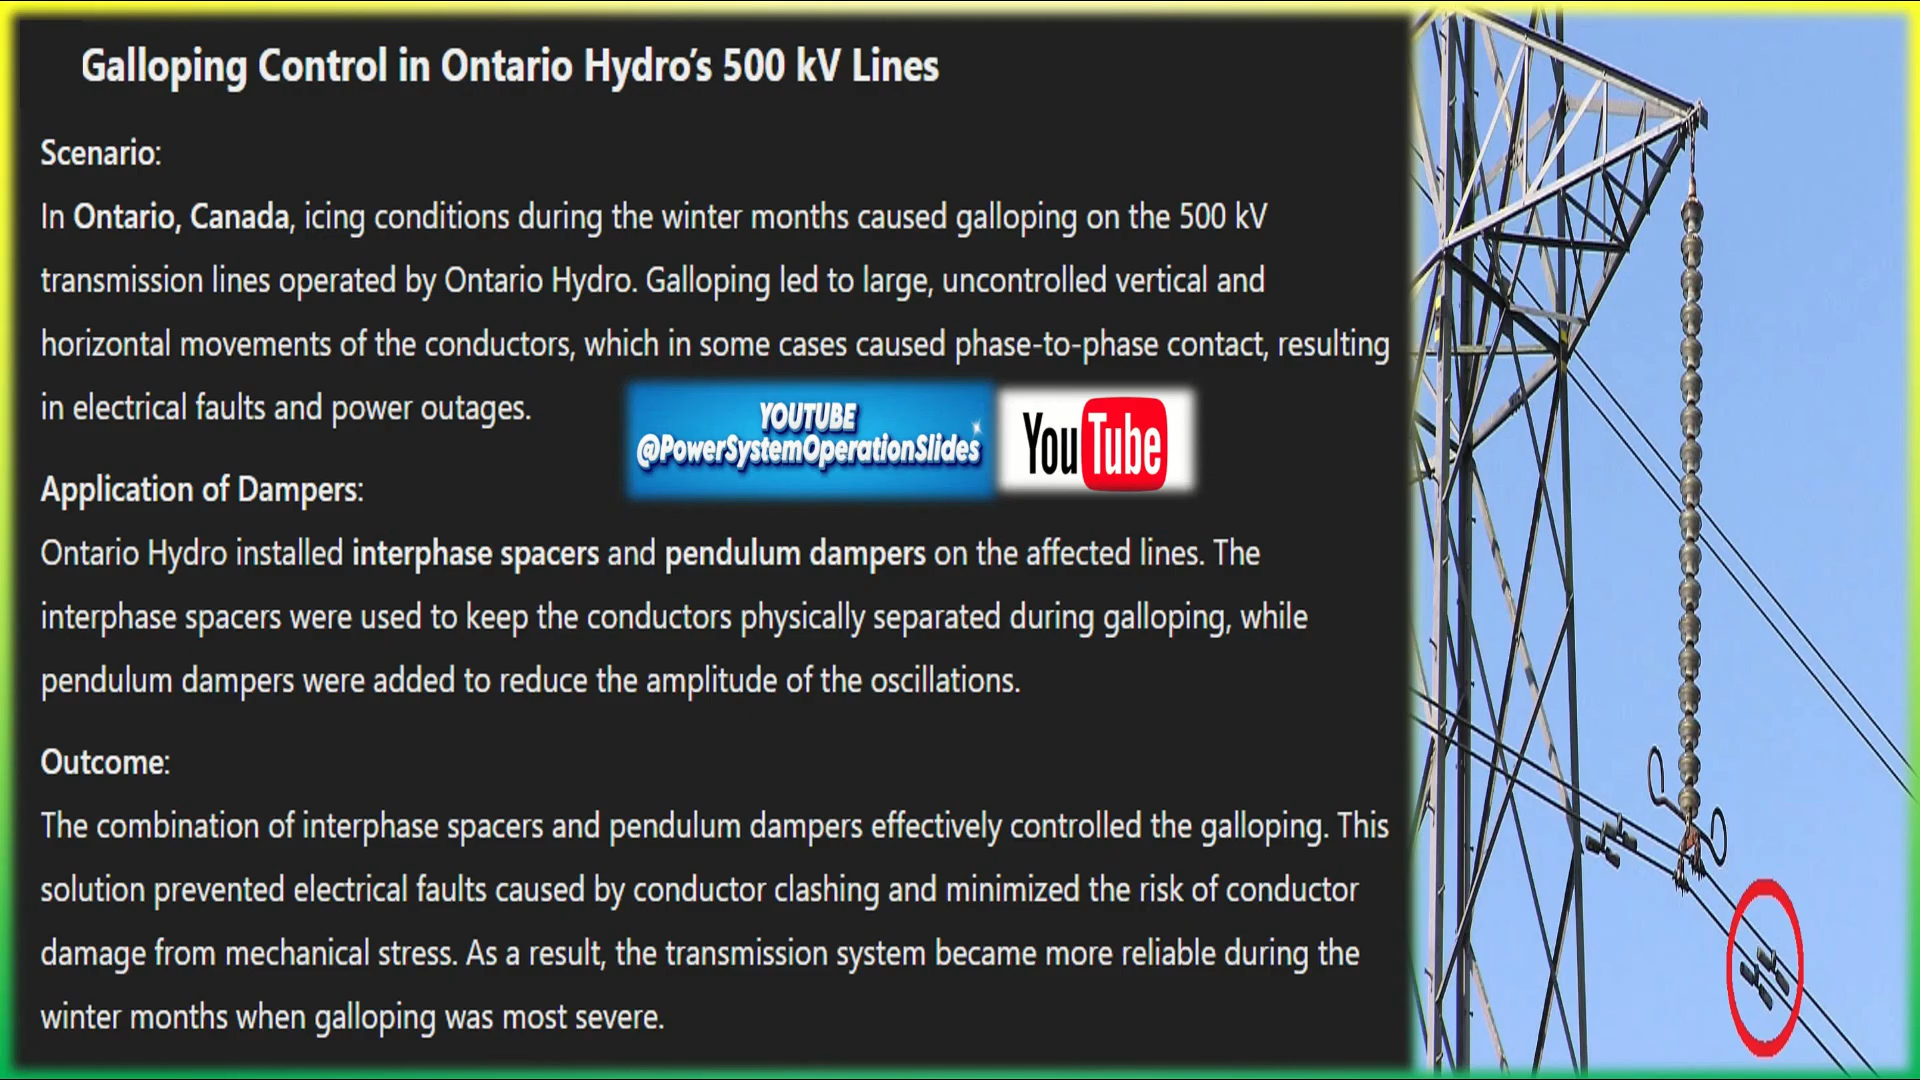 Galloping Control in Ontario Hydro’s 500 kV Lines
Scenario:
In Ontario, Canada, icing conditions during the winter months caused galloping on the 500 kV
transmission lines operated by Ontario Hydro. Galloping led to large, uncontrolled vertical and
horizontal movements of the conductors, which in some cases caused phase-to-phase contact, resulting
in electrical faults and power outages.
YOUTUBE
@PowerSystemOperationSlides
YouTube
Application of Dampers:
Ontario Hydro installed interphase spacers and pendulum dampers on the affected lines. The
interphase spacers were used to keep the conductors physically separated during galloping, while
pendulum dampers were added to reduce the amplitude of the oscillations.
Outcome:
The combination of interphase spacers and pendulum dampers effectively controlled the galloping. This
solution prevented electrical faults caused by conductor clashing and minimized the risk of conductor
damage from mechanical stress. As a result, the transmission system became more reliable during the
winter months when galloping was most severe.